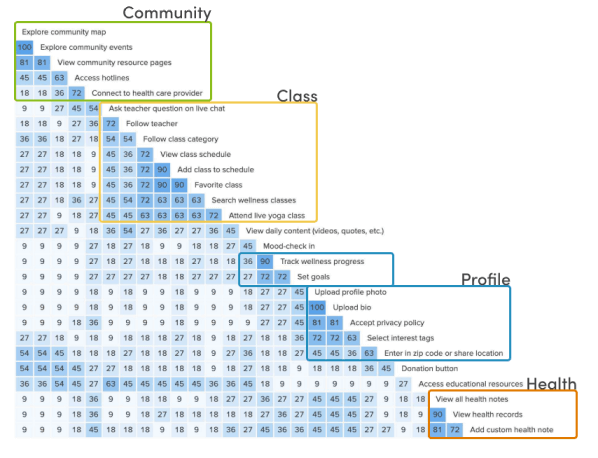 Community
Explore community map
100 Explore community events
81 81 View community resource pages
45 45 63 Access hotlines
18 18 36 72 Connect to health care provider
Class
9 9 27 45 54 Ask teacher question on live chat
9 18 9 27 36 72 Follow teacher
36 36 18 27 18 54 54 Follow class category
27 27 18 18 9 45 36 72 View class schedule
27 27 18 18 9 45 36 72 90 Add class to schedule
27 27 18 18 9 36 36 72 90 90 Favorite class
27 27 18 36 27 45 54 72 63 63 63 Search wellness classes
27 27 9 18 27 45 45 63 63 63 63 72 Attend live yoga class
27 27 27 9 18 36 54 27 36 27 27 36 45 View daily content (videos, quotes, etc.)
9 9 9 9 27 18 27 18 9 9 18 18 27 45 Mood-check in
9 9 9 9 27 18 27 18 18 18 18 18 18 36 90 Track wellness progress
9 9 9 27 27 27 27 18 18 27 18 27 27 27 72 72 Set goals
Profile
9 9 9 9 18 9 18 9 9 18 9 9 9 18 27 27 45 Upload profile photo
9 9 9 9 18 9 9 9 9 18 9 9 9 18 27 27 45 100 Upload bio
9 9 9 18 36 9 9 9 9 18 9 9 9 9 27 27 45 81 81 Accept privacy policy
27 27 18 9 18 9 18 27 18 27 18 27 18 18 36 72 72 63 Select interest tags
54 54 45 18 18 18 27 18 18 27 18 18 9 18 18 27 45 45 36 63 Enter in zip code or share location
54 54 54 45 27 18 18 27 18 18 18 9 18 18 9 18 18 18 36 45 Donation button
36 36 54 45 27 63 45 45 45 45 45 36 36 45 18 9 9 9 9 9 9 27 Access educational resources
Health
9 9 9 18 36 18 9 18 9 9 9 18 9 18 36 27 45 45 45 27 9 18 18 View all health notes
9 9 9 18 36 9 9 18 27 18 18 18 18 27 36 27 45 45 45 27 9 9 18 90 View health records
9 9 9 18 45 18 18 18 9 18 9 18 36 27 36 45 45 45 27 27 9 18 81 72 Add custom health note